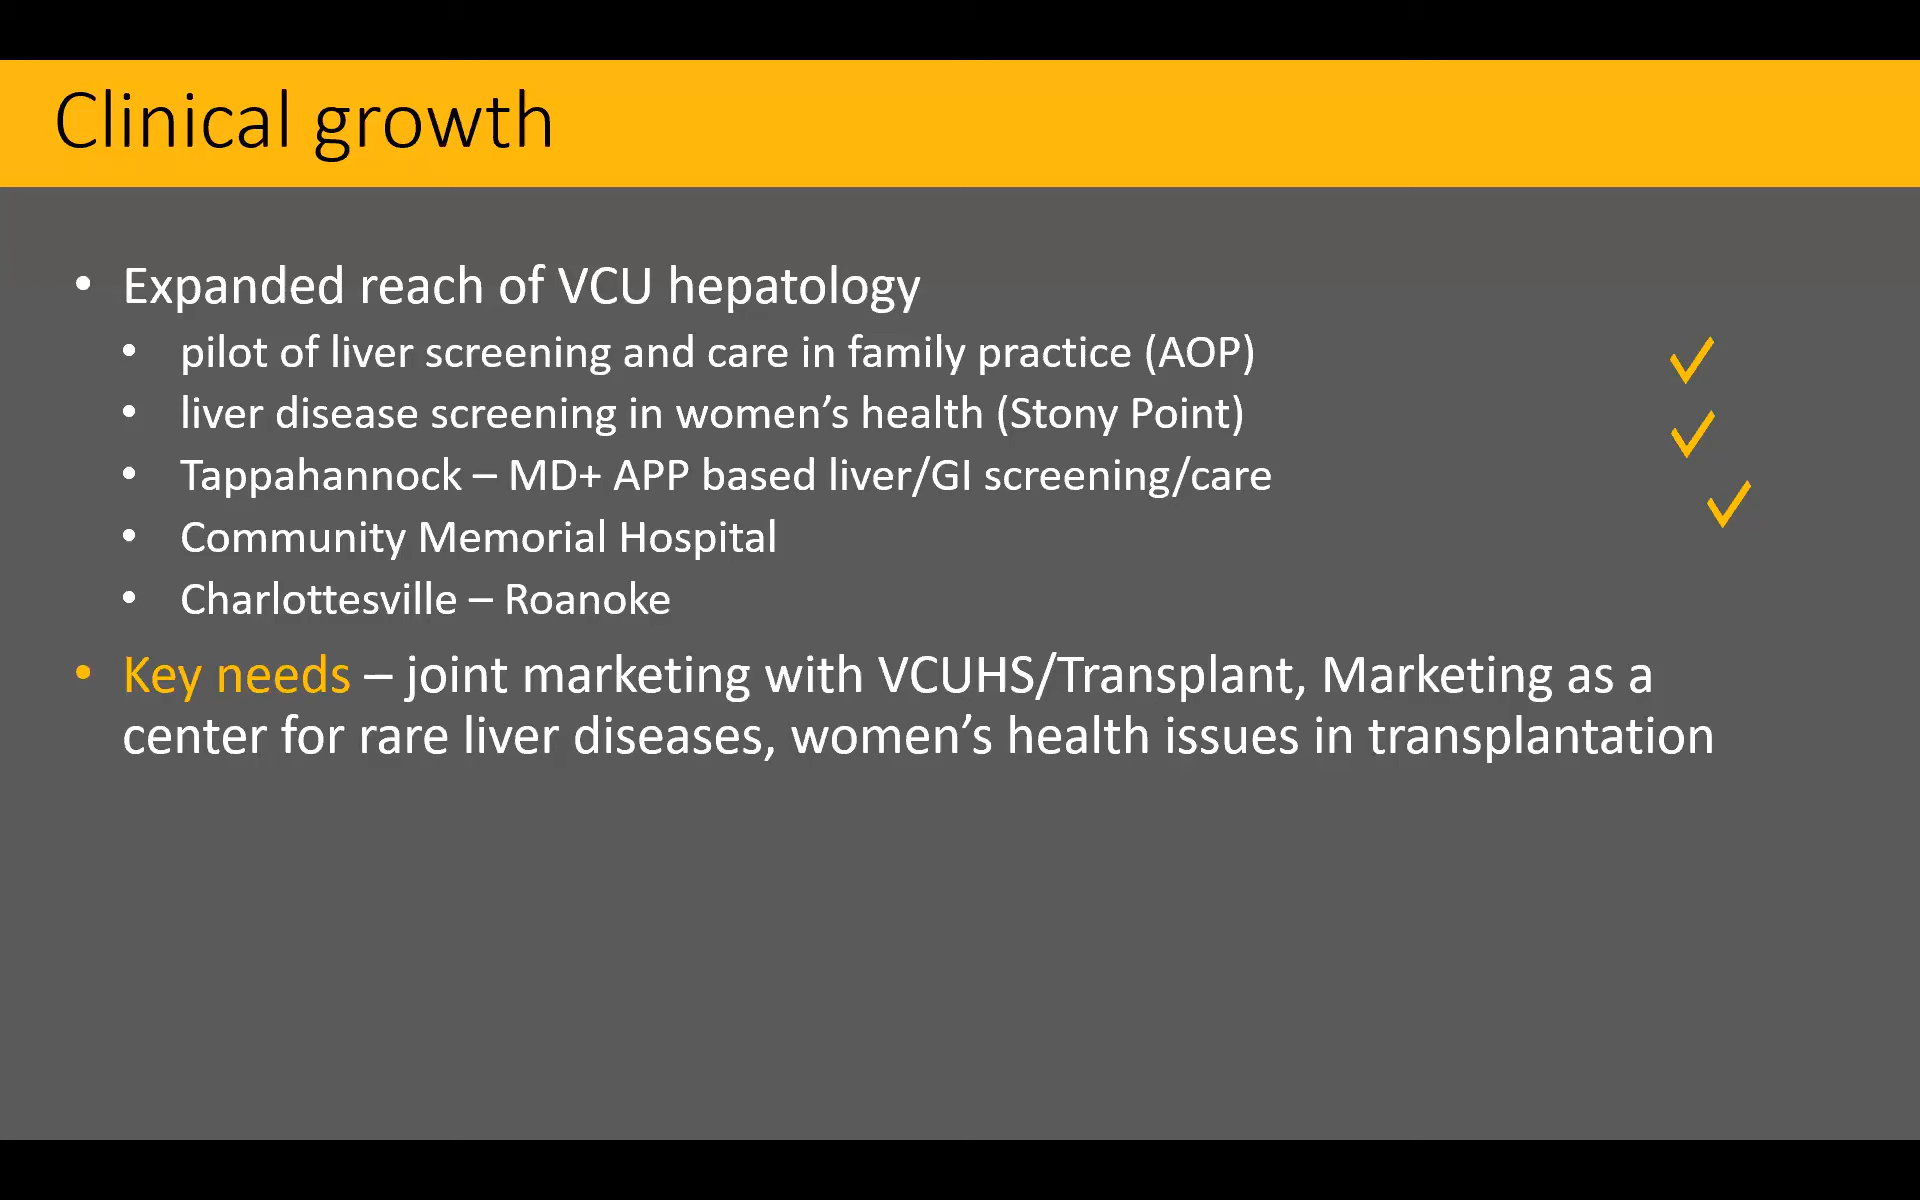 Clinical growth
• Expanded reach of VCU hepatology
• pilot of liver screening and care in family practice (AOP) ✓
• liver disease screening in women’s health (Stony Point) ✓
• Tappahannock – MD+ APP based liver/GI screening/care ✓
• Community Memorial Hospital
• Charlottesville – Roanoke
• Key needs – joint marketing with VCUHS/Transplant, Marketing as a
center for rare liver diseases, women’s health issues in transplantation